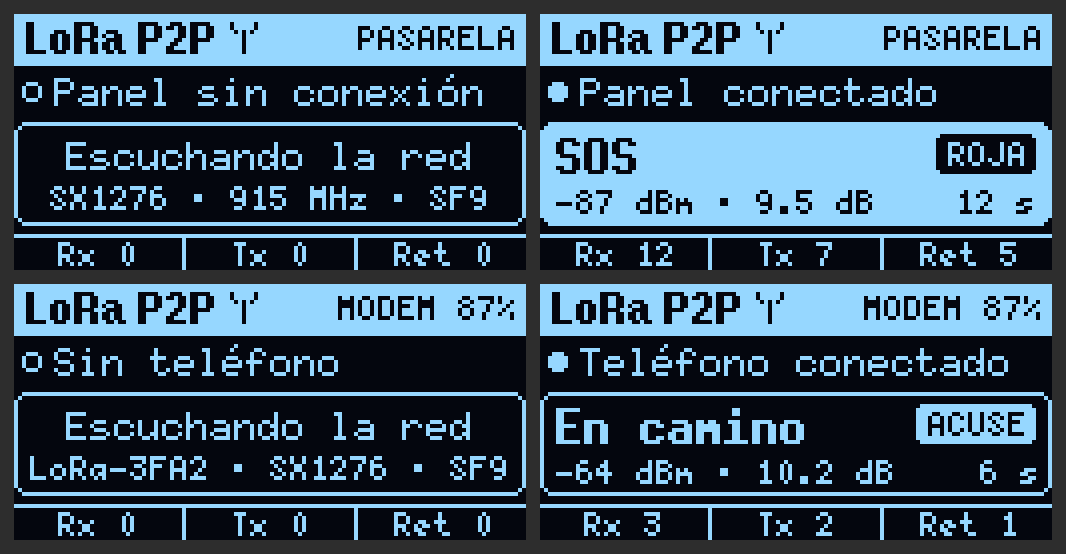 LoRa P2P PASARELA
Panel sin conexión
Escuchando la red
SX1276 · 915 MHz · SF9
Rx 0 Tx 0 Ret 0
LoRa P2P PASARELA
Panel conectado
SOS ROJA
-87 dBm · 9.5 dB 12 s
Rx 12 Tx 7 Ret 5
LoRa P2P MODEM 87%
Sin teléfono
Escuchando la red
LoRa-3FA2 · SX1276 · SF9
Rx 0 Tx 0 Ret 0
LoRa P2P MODEM 87%
Teléfono conectado
En camino ACUSE
-64 dBm · 10.2 dB 6 s
Rx 3 Tx 2 Ret 1